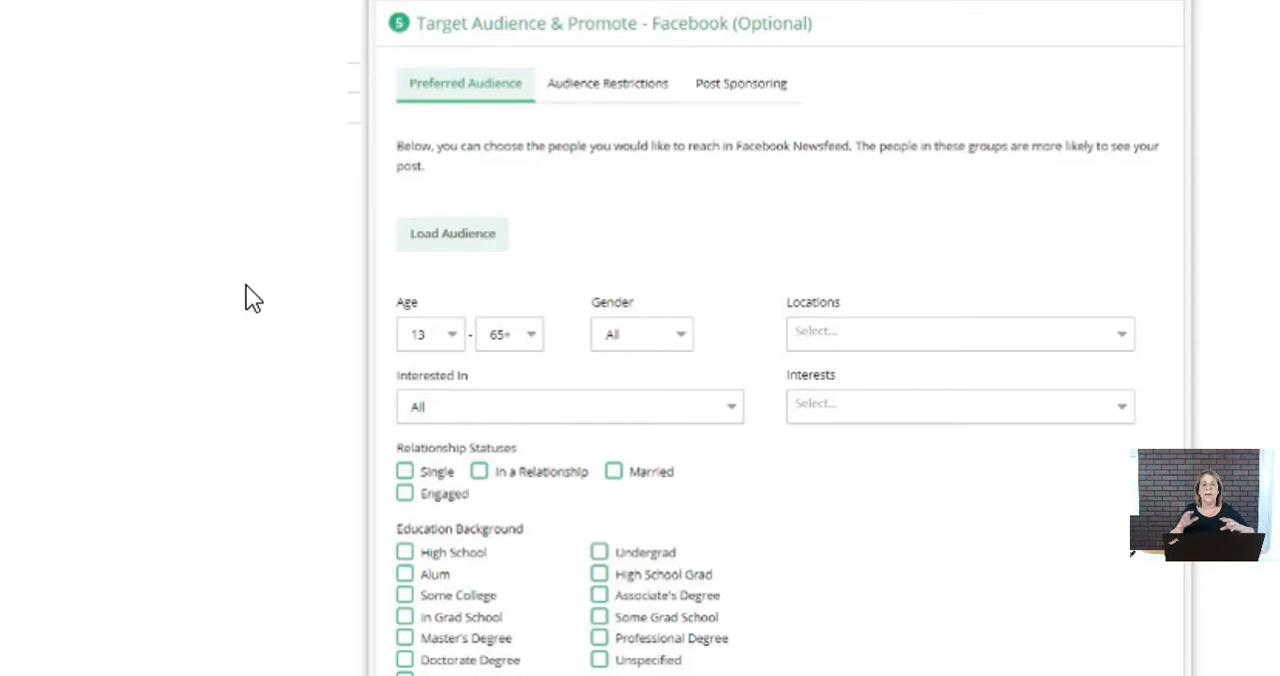 5 Target Audience & Promote - Facebook (Optional)
Preferred Audience Audience Restrictions Post Sponsoring
Below, you can choose the people you would like to reach in Facebook Newsfeed. The people in these groups are more likely to see your
post.
Load Audience
Age Gender Locations
13 - 65+ All Select...
Interested In Interests
All Select...
Relationship Statuses
Single In a Relationship Married
Engaged
Education Background
High School Undergrad
Alum High School Grad
Some College Associate's Degree
In Grad School Some Grad School
Master's Degree Professional Degree
Doctorate Degree Unspecified